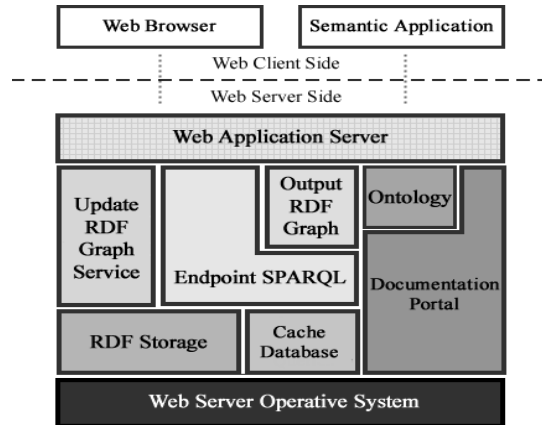 Web Browser
Semantic Application
Web Client Side
Web Server Side
Web Application Server
Update
RDF
Graph
Service
Output
RDF
Graph
Endpoint SPARQL
Ontology
Documentation
Portal
RDF Storage
Cache
Database
Web Server Operative System